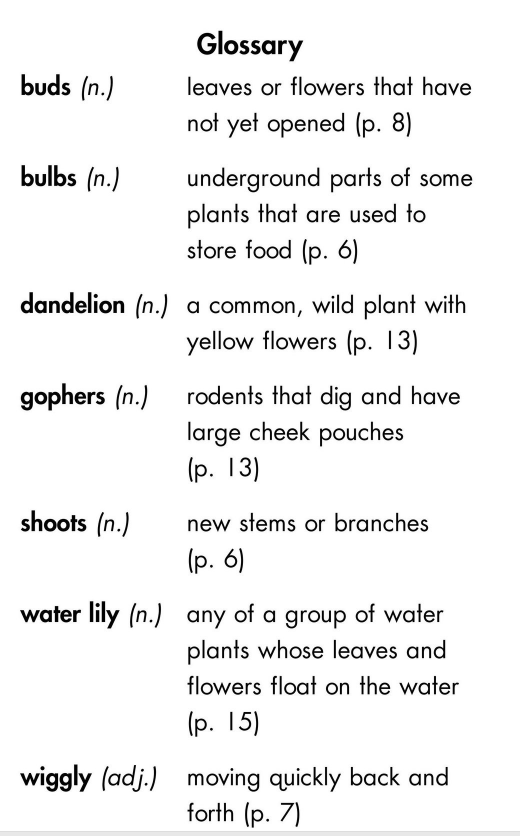 Glossary
buds (n.) leaves or flowers that have
not yet opened (p. 8)
bulbs (n.) underground parts of some
plants that are used to
store food (p. 6)
dandelion (n.) a common, wild plant with
yellow flowers (p. 13)
gophers (n.) rodents that dig and have
large cheek pouches
(p. 13)
shoots (n.) new stems or branches
(p. 6)
water lily (n.) any of a group of water
plants whose leaves and
flowers float on the water
(p. 15)
wiggly (adj.) moving quickly back and
forth (p. 7)